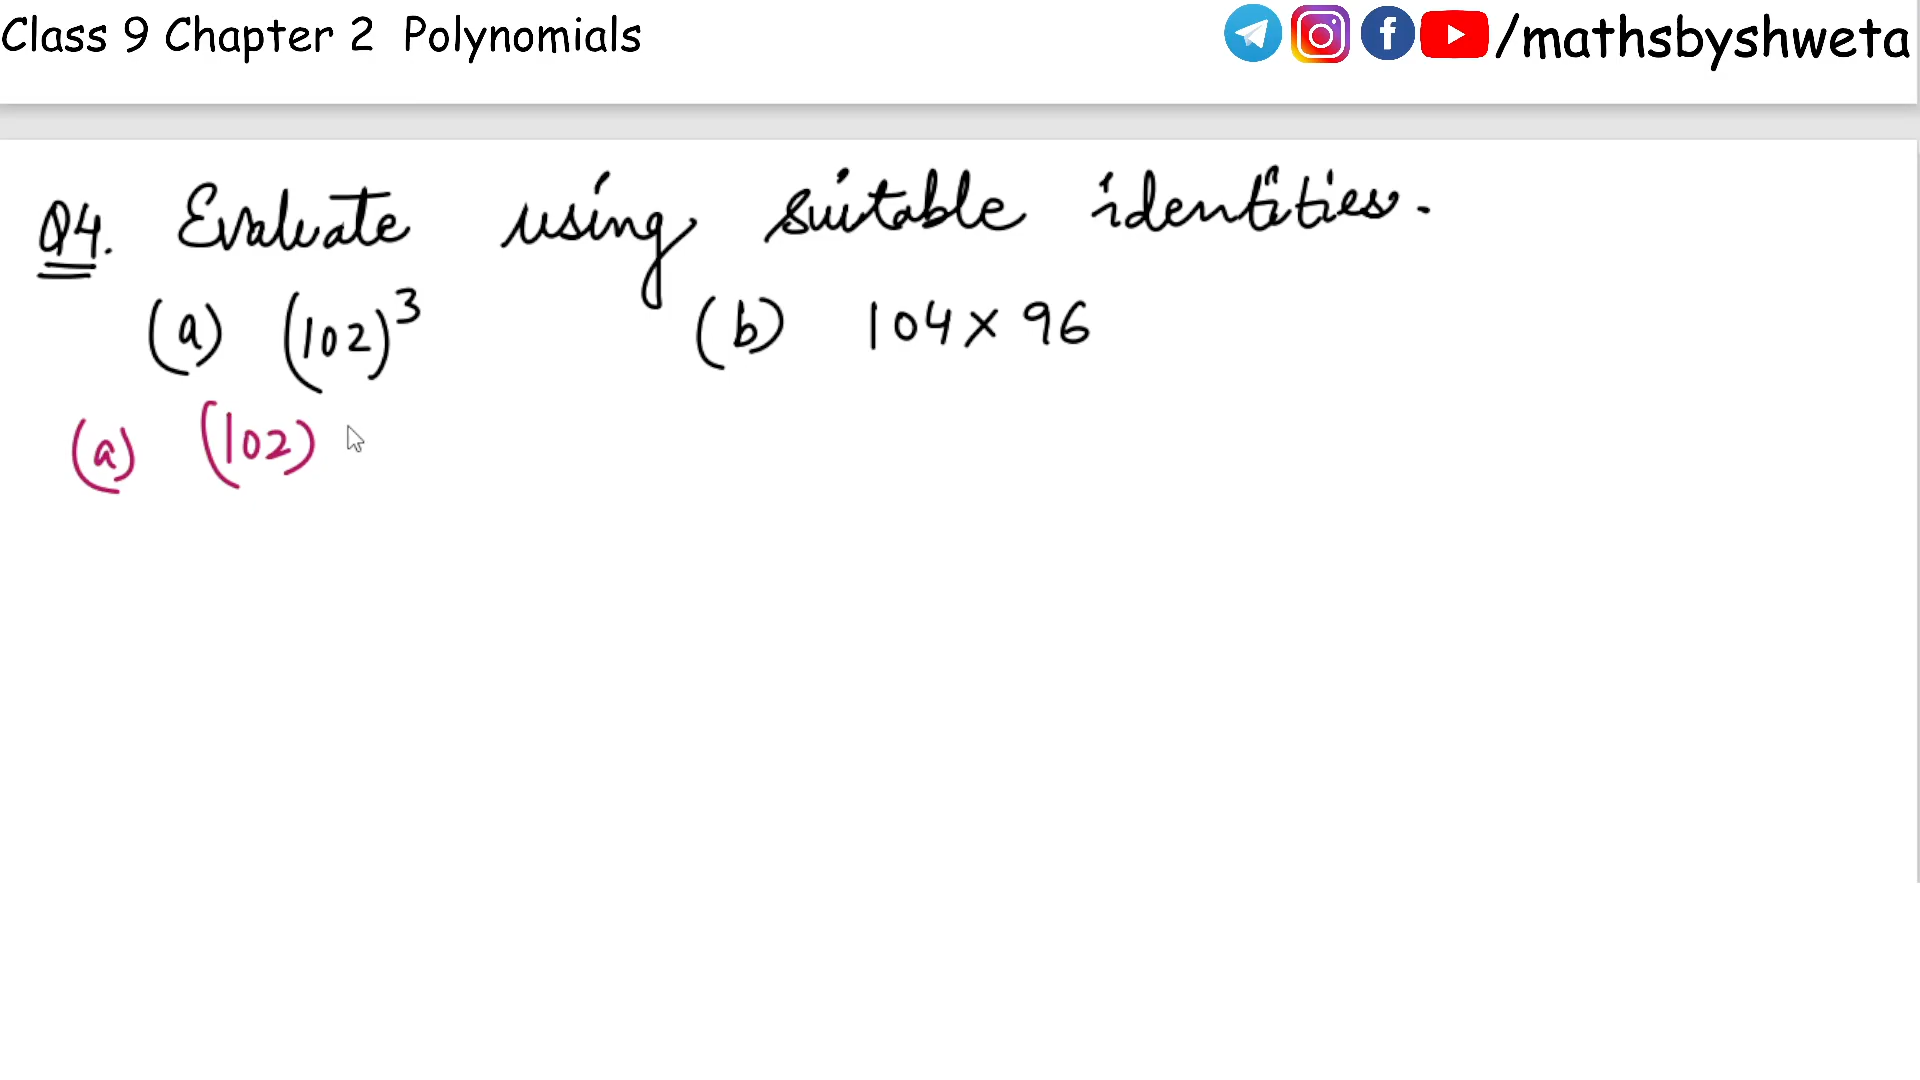 Class 9 Chapter 2 Polynomials
/mathsbyshweta
Q4. Evaluate using suitable identities.
(a) (102)³ (b) 104 × 96
(a) (102)